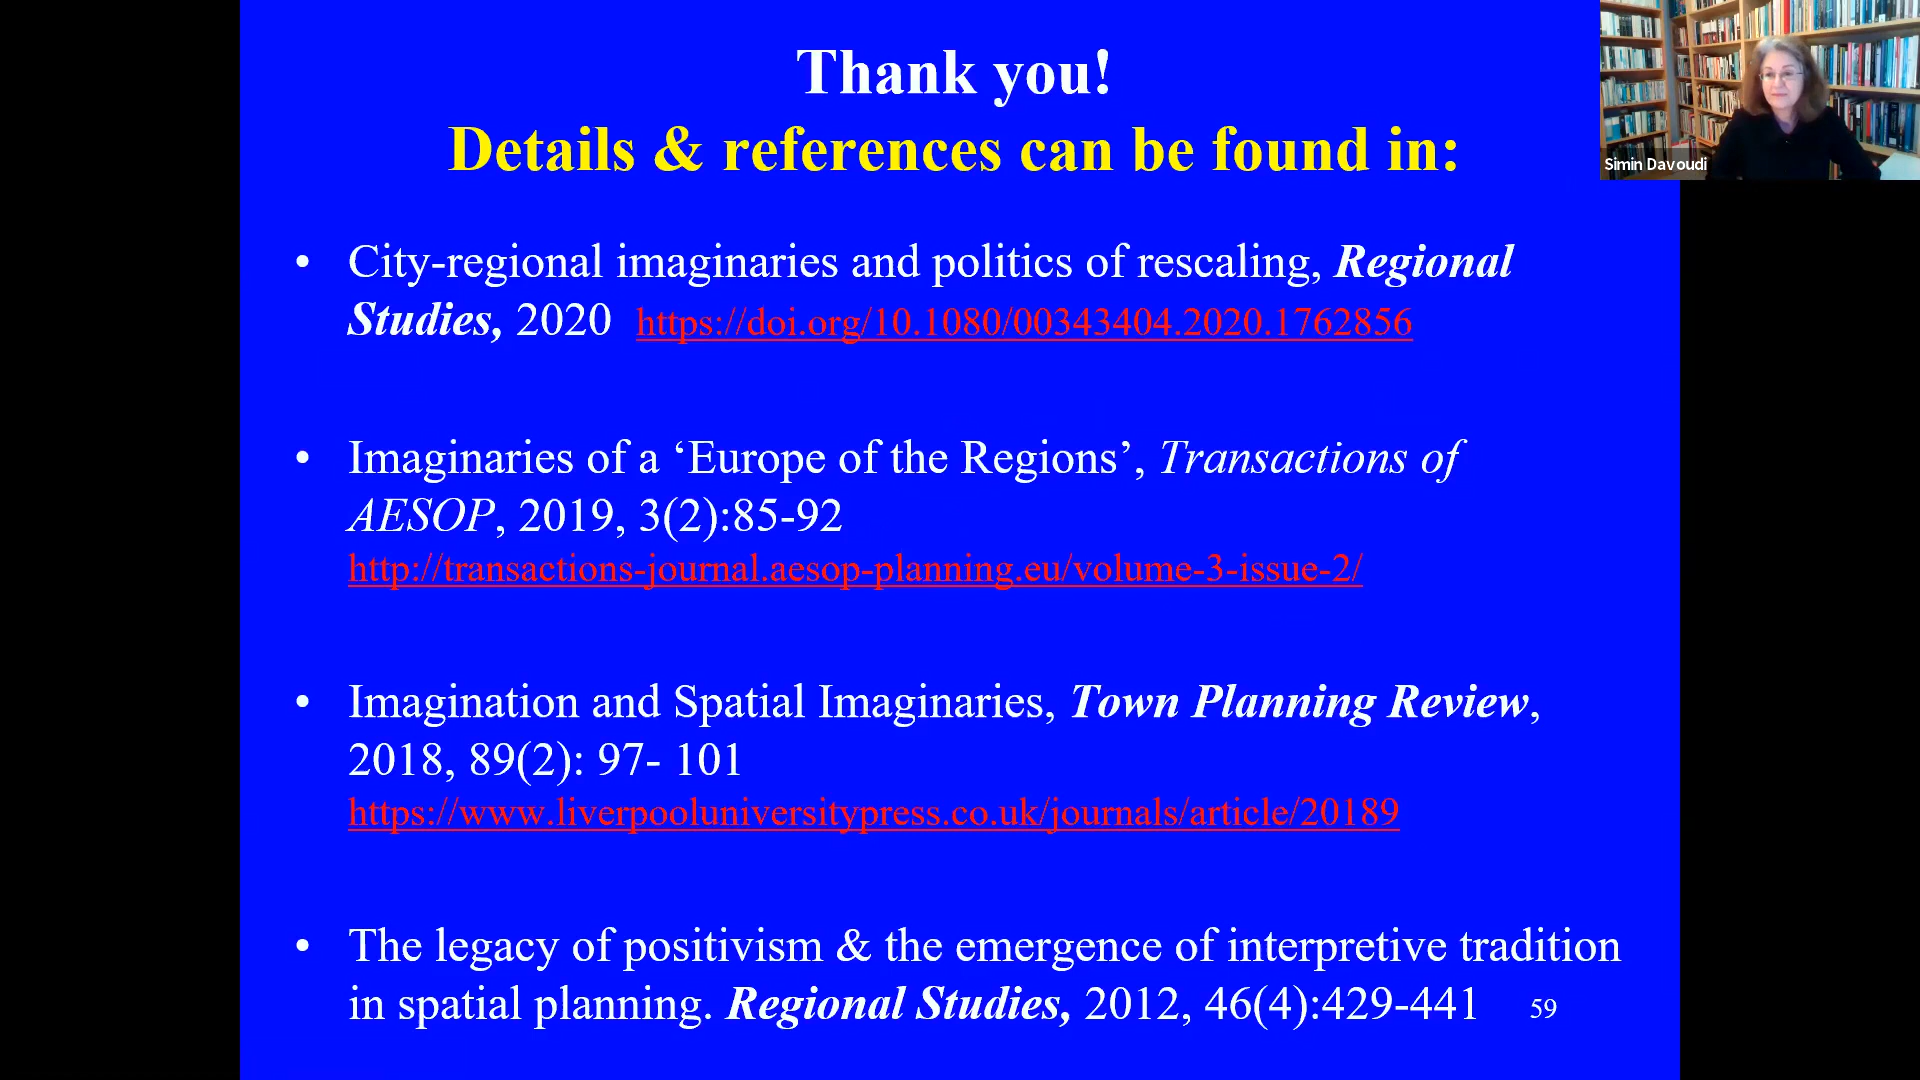 Thank you!
Details & references can be found in:
Simin Davoudi
• City-regional imaginaries and politics of rescaling, Regional
Studies, 2020 https://doi.org/10.1080/00343404.2020.1762856
• Imaginaries of a ‘Europe of the Regions’, Transactions of
AESOP, 2019, 3(2):85-92
http://transactions-journal.aesop-planning.eu/volume-3-issue-2/
• Imagination and Spatial Imaginaries, Town Planning Review,
2018, 89(2): 97- 101
https://www.liverpooluniversitypress.co.uk/journals/article/20189
• The legacy of positivism & the emergence of interpretive tradition
in spatial planning. Regional Studies, 2012, 46(4):429-441
59